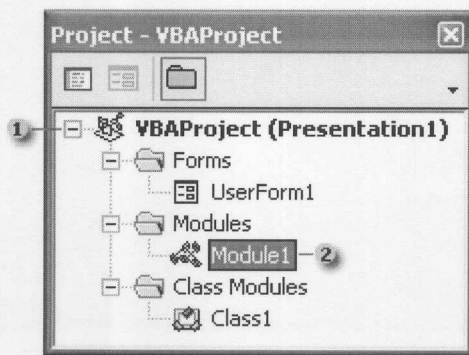 Project - VBAProject
1 VBAProject (Presentation1)
Forms
UserForm1
Modules
Module1 2
Class Modules
Class1